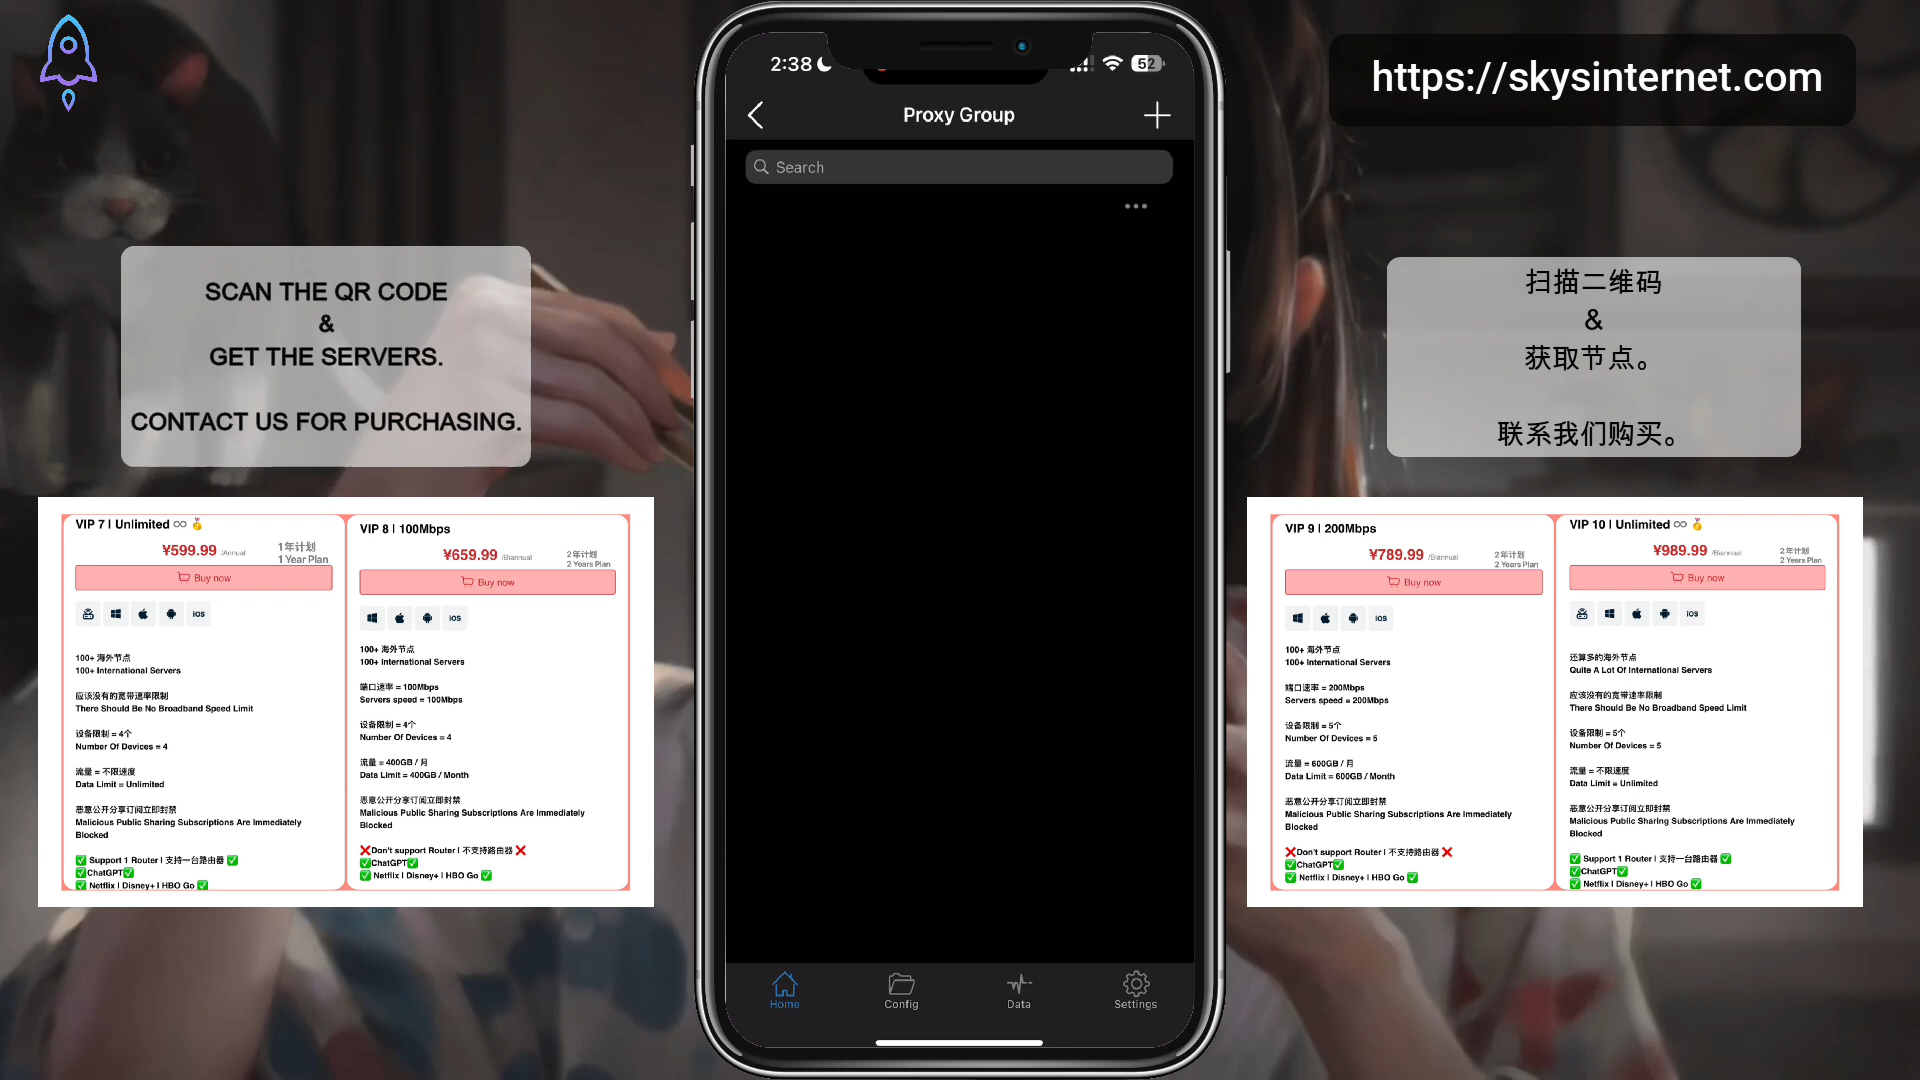 https://skysinternet.com
SCAN THE QR CODE
&
GET THE SERVERS.
CONTACT US FOR PURCHASING.
VIP 7 | Unlimited ♾️ 🏅
¥599.99 /Annual
1年计划
1 Year Plan
Buy now
iOS
100+ 海外节点
100+ International Servers
应该没有的宽带速率限制
There Should Be No Broadband Speed Limit
设备限制 = 4个
Number Of Devices = 4
流量 = 不限速度
Data Limit = Unlimited
恶意公开分享订阅立即封禁
Malicious Public Sharing Subscriptions Are Immediately
Blocked
✅ Support 1 Router | 支持一台路由器 ✅
✅ChatGPT✅
✅ Netflix | Disney+ | HBO Go ✅
VIP 8 | 100Mbps
¥659.99 /Biannual
2年计划
2 Years Plan
Buy now
iOS
100+ 海外节点
100+ International Servers
端口速率 = 100Mbps
Servers speed = 100Mbps
设备限制 = 4个
Number Of Devices = 4
流量 = 400GB / 月
Data Limit = 400GB / Month
恶意公开分享订阅立即封禁
Malicious Public Sharing Subscriptions Are Immediately
Blocked
❌Don't support Router | 不支持路由器 ❌
✅ChatGPT✅
✅ Netflix | Disney+ | HBO Go ✅
2:38
52
Proxy Group
Search
Home
Config
Data
Settings
扫描二维码
&
获取节点。
联系我们购买。
VIP 9 | 200Mbps
¥789.99 /Biannual
2年计划
2 Years Plan
Buy now
iOS
100+ 海外节点
100+ International Servers
端口速率 = 200Mbps
Servers speed = 200Mbps
设备限制 = 5个
Number Of Devices = 5
流量 = 600GB / 月
Data Limit = 600GB / Month
恶意公开分享订阅立即封禁
Malicious Public Sharing Subscriptions Are Immediately
Blocked
❌Don't support Router | 不支持路由器 ❌
✅ChatGPT✅
✅ Netflix | Disney+ | HBO Go ✅
VIP 10 | Unlimited ♾️ 🏅
¥989.99 /Biannual
2年计划
2 Years Plan
Buy now
iOS
还算多的海外节点
Quite A Lot Of International Servers
应该没有的宽带速率限制
There Should Be No Broadband Speed Limit
设备限制 = 5个
Number Of Devices = 5
流量 = 不限速度
Data Limit = Unlimited
恶意公开分享订阅立即封禁
Malicious Public Sharing Subscriptions Are Immediately
Blocked
✅ Support 1 Router | 支持一台路由器 ✅
✅ChatGPT✅
✅ Netflix | Disney+ | HBO Go ✅